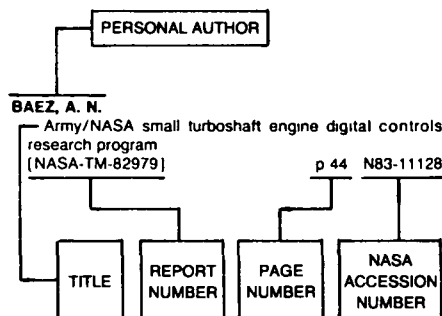 PERSONAL AUTHOR
BAEZ, A. N.
Army/NASA small turboshaft engine digital controls
research program
[NASA-TM-82979] p 44 N83-11128
TITLE
REPORT
NUMBER
PAGE
NUMBER
NASA
ACCESSION
NUMBER